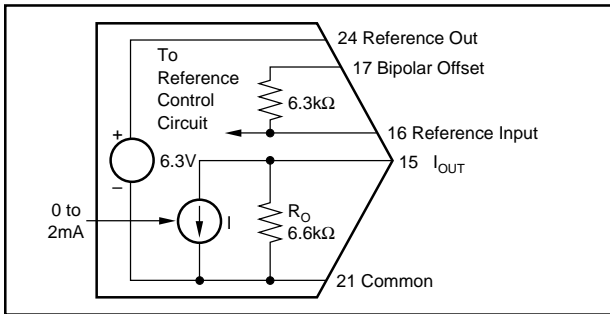 24 Reference Out
17 Bipolar Offset
To
Reference
Control
Circuit
6.3kΩ
16 Reference Input
+
6.3V
–
15 I_OUT
0 to
2mA
I
R_O
6.6kΩ
21 Common